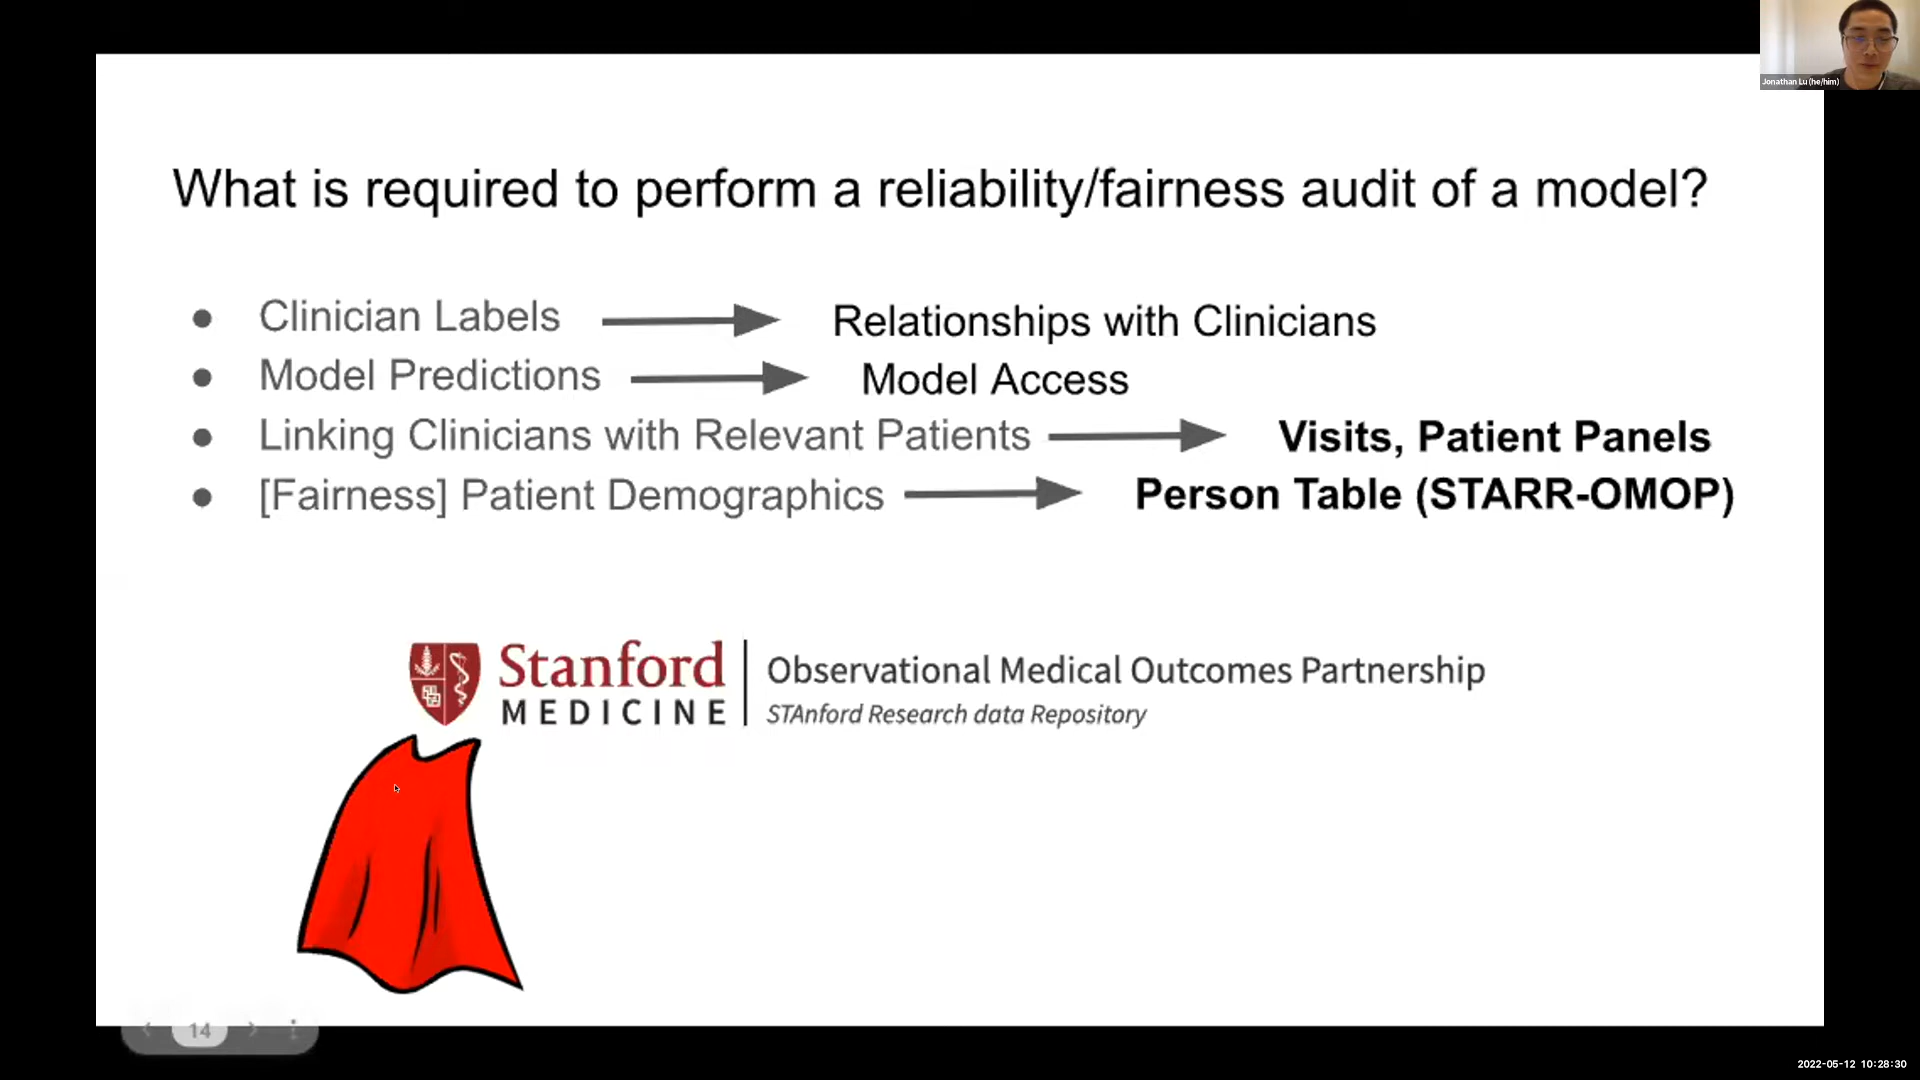 Jonathan Lu (he/him)
What is required to perform a reliability/fairness audit of a model?
● Clinician Labels Relationships with Clinicians
● Model Predictions Model Access
● Linking Clinicians with Relevant Patients Visits, Patient Panels
● [Fairness] Patient Demographics Person Table (STARR-OMOP)
Stanford
MEDICINE
Observational Medical Outcomes Partnership
STAnford Research data Repository
14
2022-05-12 10:28:30